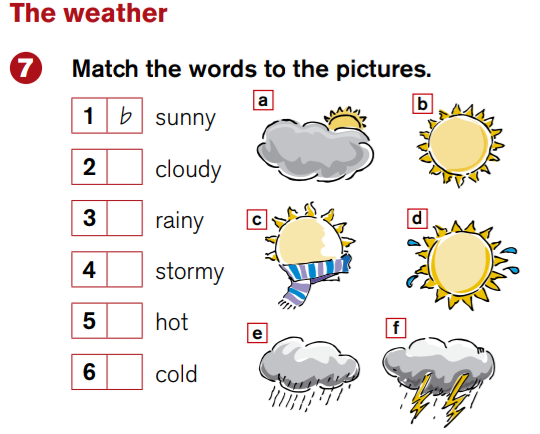 The weather
7 Match the words to the pictures.
1 b sunny
2 cloudy
3 rainy
4 stormy
5 hot
6 cold
a
b
c
d
e
f